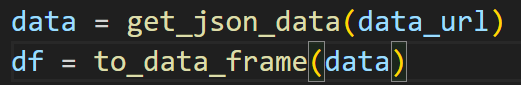 data = get_json_data(data_url)
df = to_data_frame(data)